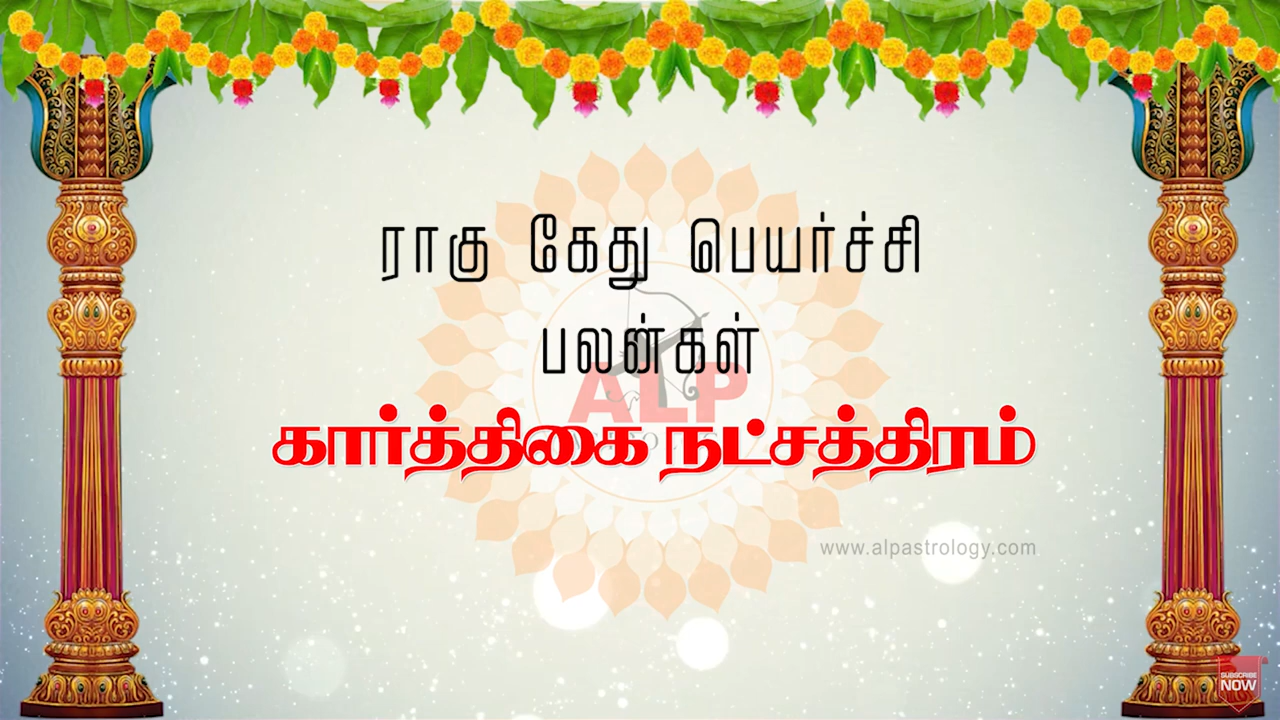 ராகு கேது பெயர்ச்சி
பலன்கள்
ALP
கார்த்திகை நட்சத்திரம்
www.alpastrology.com
SUBSCRIBE
NOW